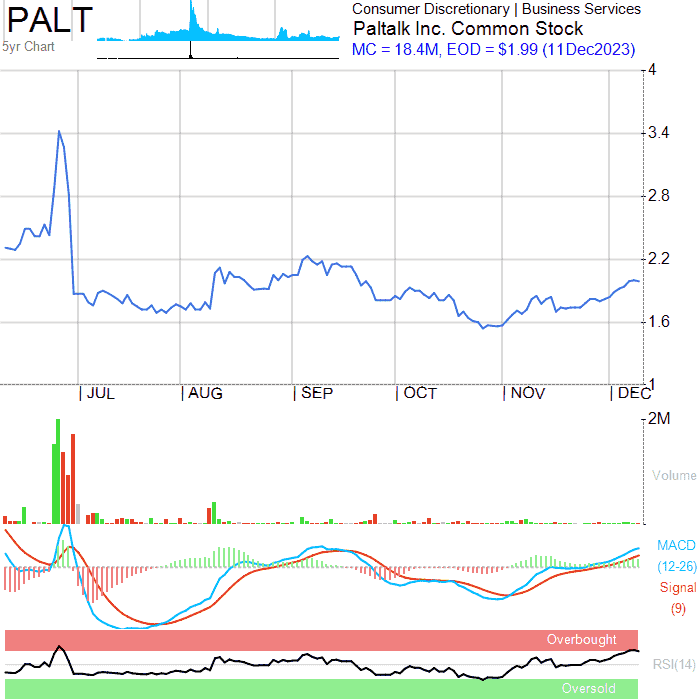 PALT
5yr Chart
Consumer Discretionary | Business Services
Paltalk Inc. Common Stock
MC = 18.4M, EOD = $1.99 (11Dec2023)
4
3.4
2.8
2.2
1.6
1
JUL
AUG
SEP
OCT
NOV
DEC
2M
Volume
MACD
(12-26)
Signal
(9)
Overbought
RSI(14)
Oversold